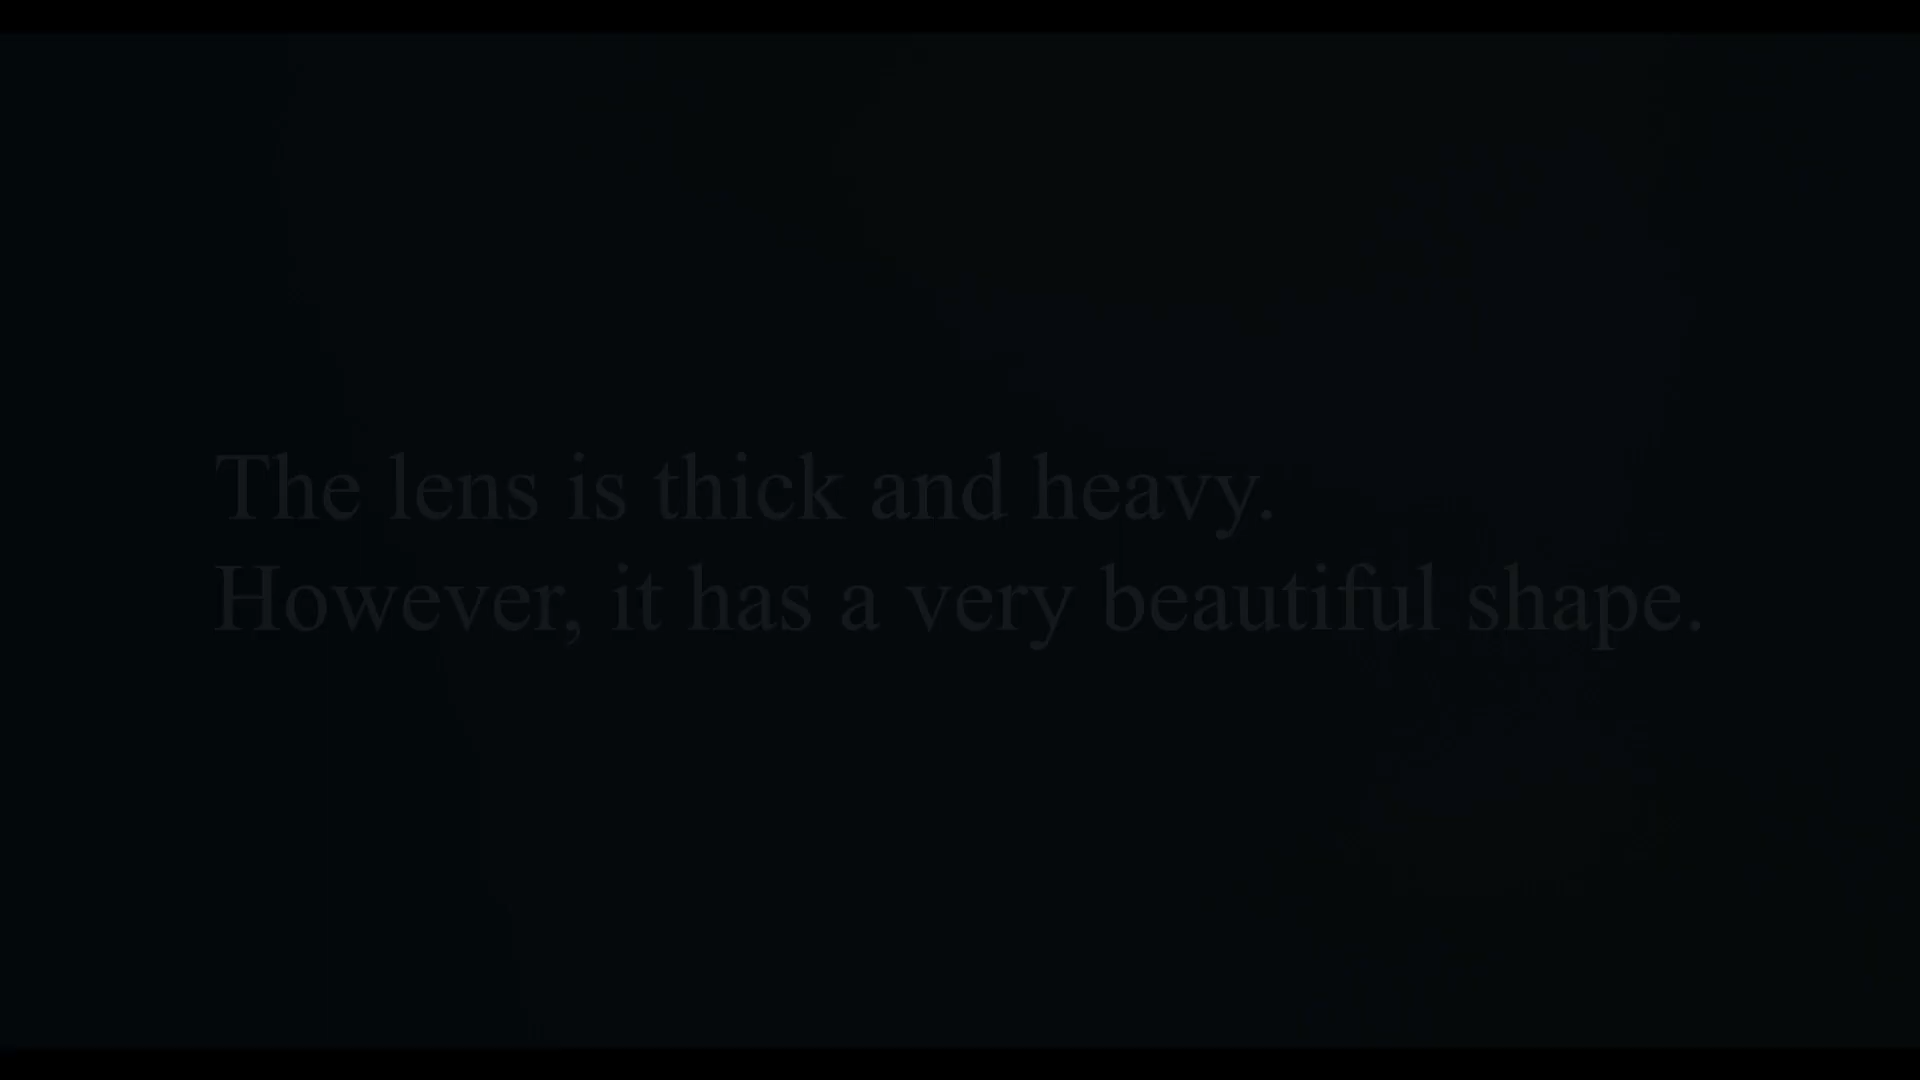 The lens is thick and heavy.
However, it has a very beautiful shape.